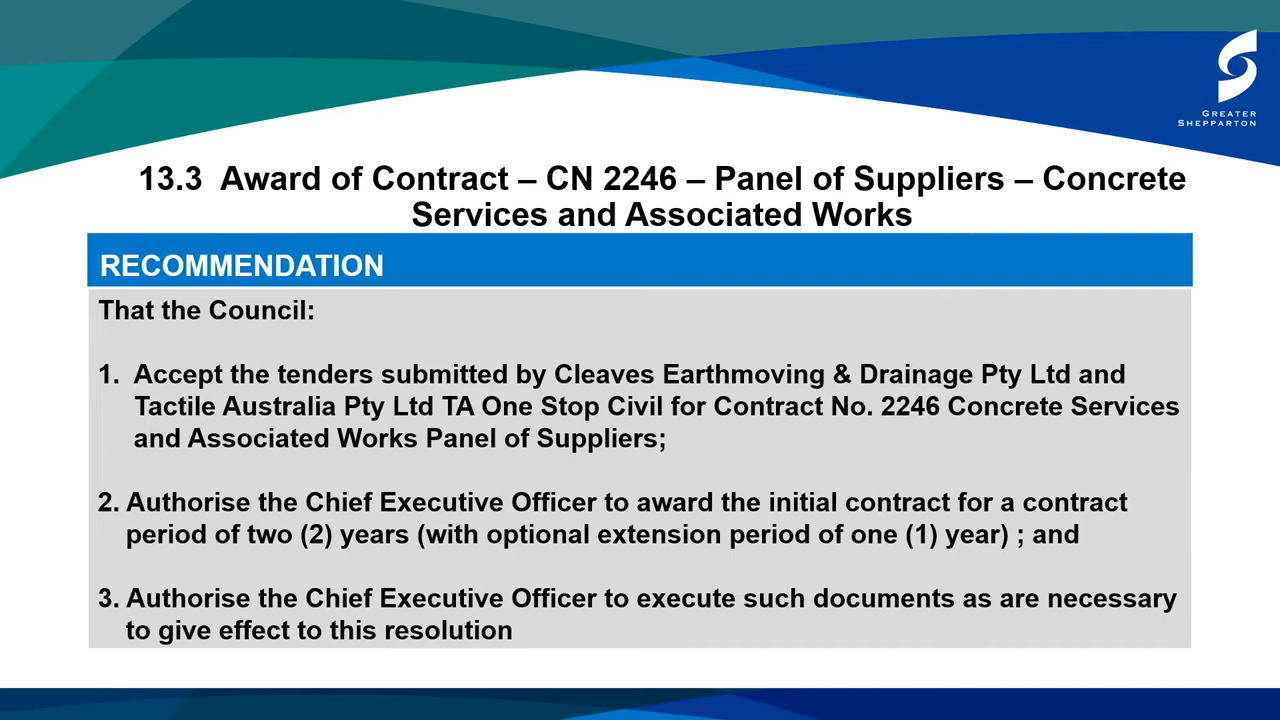 GREATER
SHEPPARTON
13.3 Award of Contract – CN 2246 – Panel of Suppliers – Concrete
Services and Associated Works
RECOMMENDATION
That the Council:
1. Accept the tenders submitted by Cleaves Earthmoving & Drainage Pty Ltd and
Tactile Australia Pty Ltd TA One Stop Civil for Contract No. 2246 Concrete Services
and Associated Works Panel of Suppliers;
2. Authorise the Chief Executive Officer to award the initial contract for a contract
period of two (2) years (with optional extension period of one (1) year) ; and
3. Authorise the Chief Executive Officer to execute such documents as are necessary
to give effect to this resolution